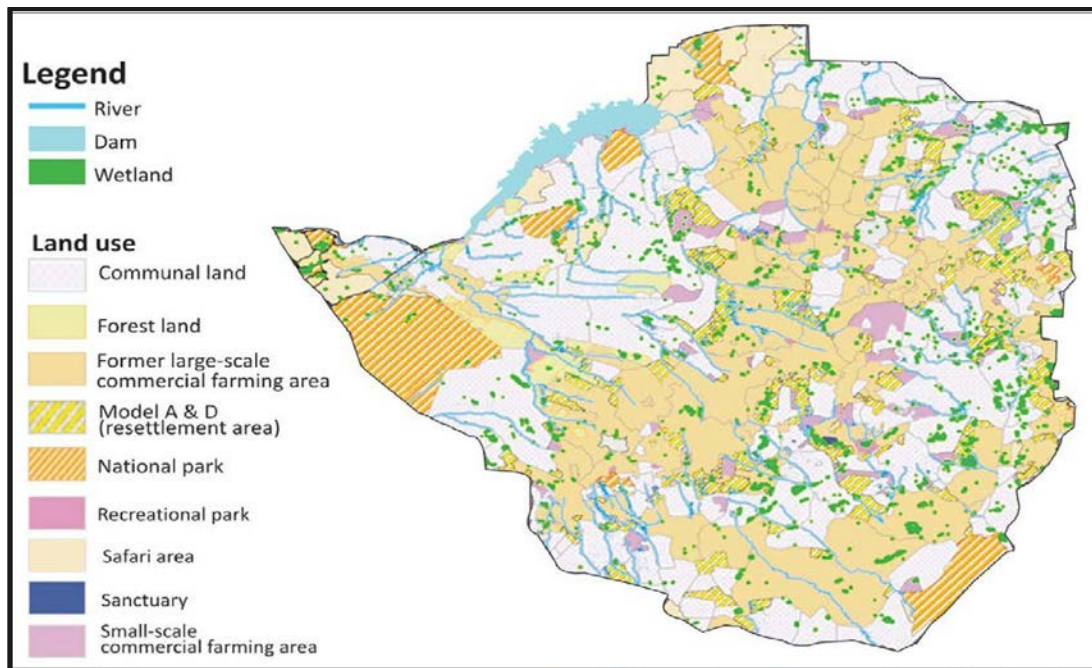 Legend
River
Dam
Wetland
Land use
Communal land
Forest land
Former large-scale
commercial farming area
Model A & D
(resettlement area)
National park
Recreational park
Safari area
Sanctuary
Small-scale
commercial farming area